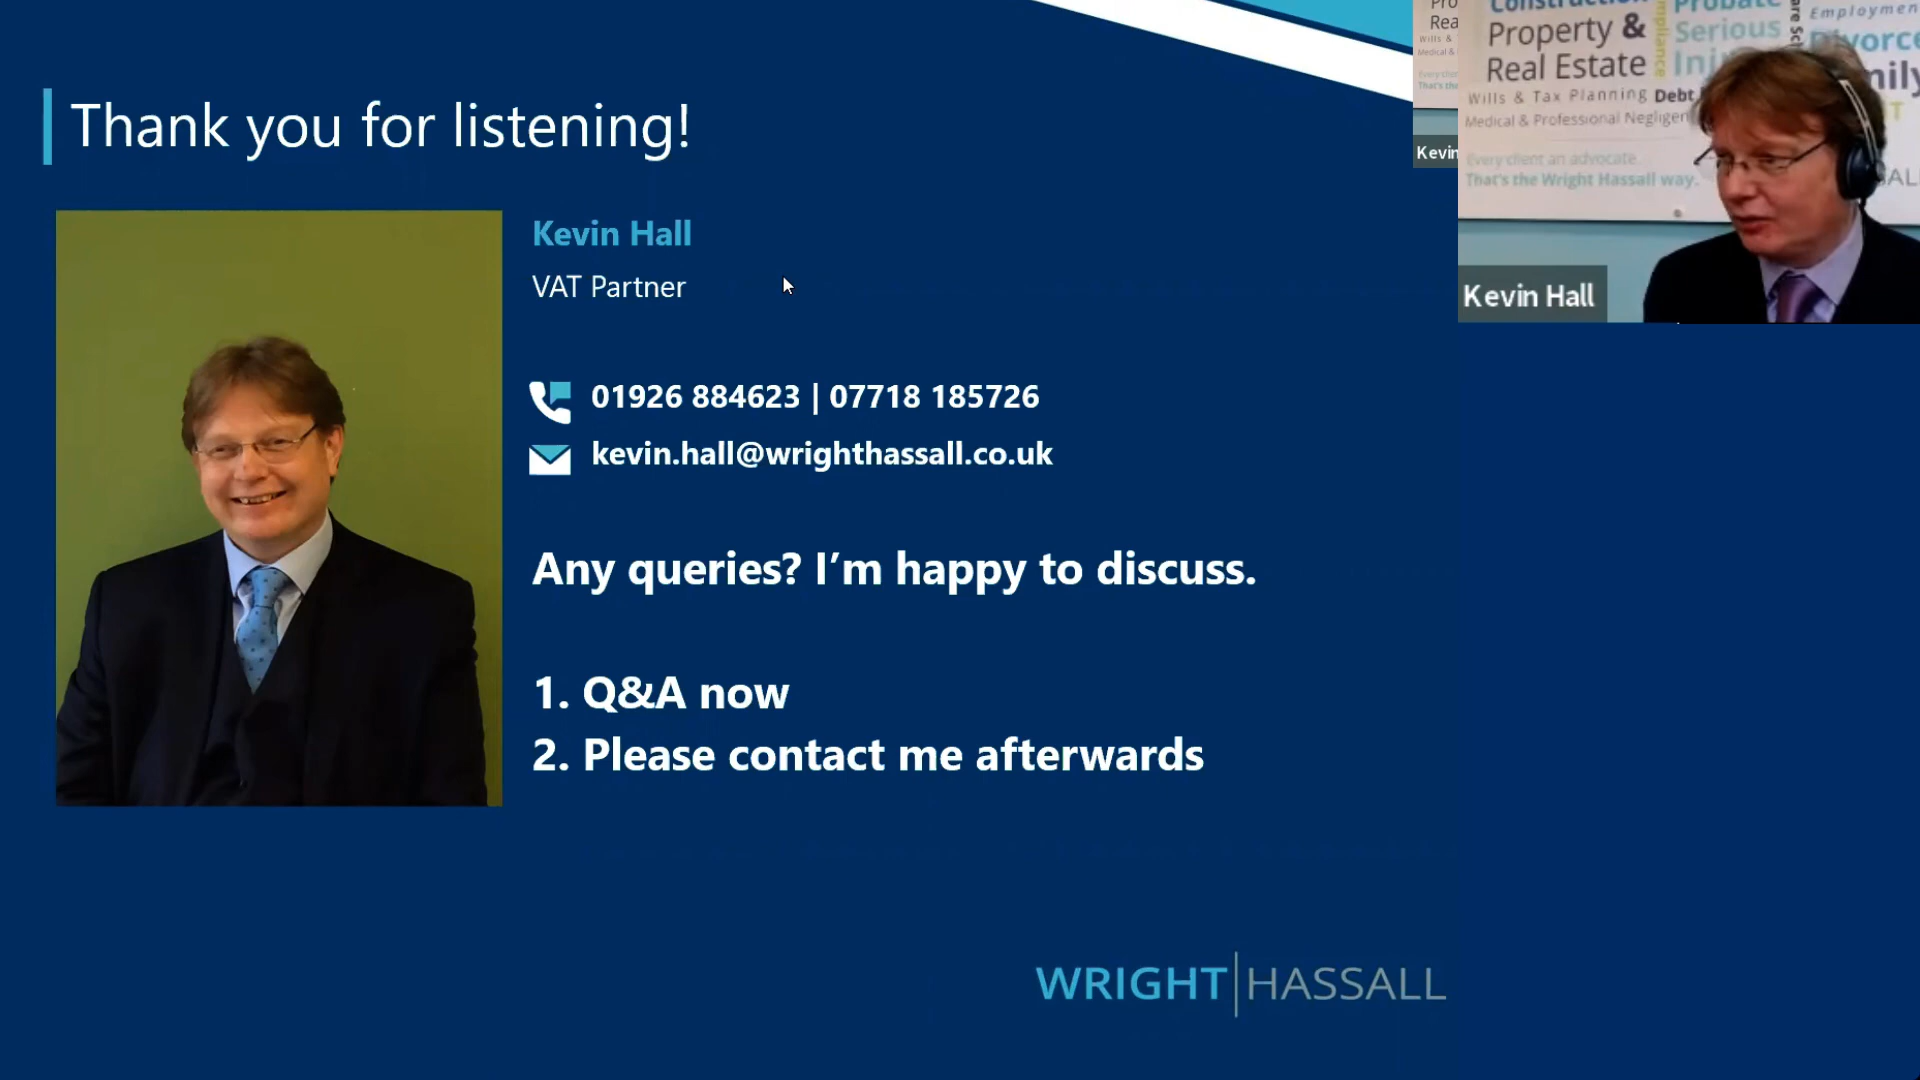 Thank you for listening!
Kevin Hall
VAT Partner
01926 884623 | 07718 185726
kevin.hall@wrighthassall.co.uk
Any queries? I’m happy to discuss.
1. Q&A now
2. Please contact me afterwards
WRIGHT HASSALL
Construction
Property &
Real Estate
Wills & Tax Planning Debt
Medical & Professional
Every client an advocate.
That's the Wright Hassall way.
Probate
Serious
Kevin Hall